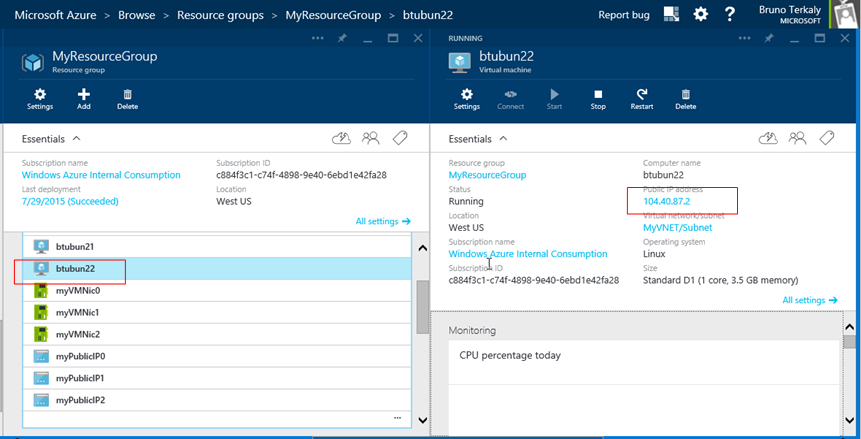 Microsoft Azure > Browse > Resource groups > MyResourceGroup > btubun22
Report bug
?
Bruno Terkaly
MICROSOFT
MyResourceGroup
Resource group
Settings
Add
Delete
Essentials
Subscription name
Windows Azure Internal Consumption
Subscription ID
c884f3c1-c74f-4898-9e40-6ebd1e42fa28
Last deployment
7/29/2015 (Succeeded)
Location
West US
All settings →
btubun21
btubun22
myVMNic0
myVMNic1
myVMNic2
myPublicIP0
myPublicIP1
myPublicIP2
...
RUNNING
btubun22
Virtual machine
Settings
Connect
Start
Stop
Restart
Delete
Essentials
Resource group
MyResourceGroup
Computer name
btubun22
Status
Running
Public IP address
104.40.87.2
Location
West US
Virtual network/subnet
MyVNET/Subnet
Subscription name
Windows Azure Internal Consumption
Operating system
Linux
Subscription ID
c884f3c1-c74f-4898-9e40-6ebd1e42fa28
Size
Standard D1 (1 core, 3.5 GB memory)
All settings →
Monitoring
CPU percentage today